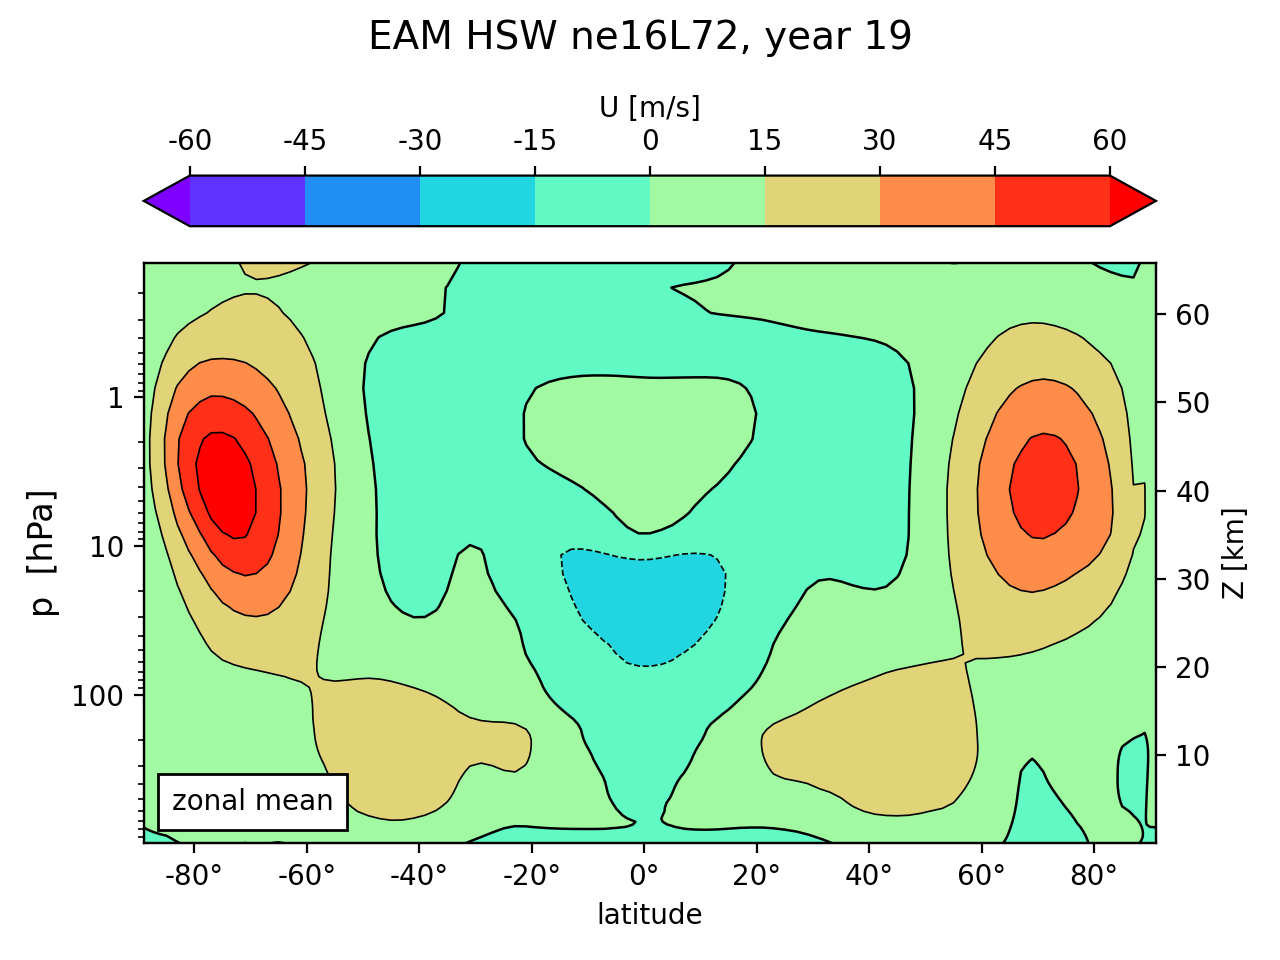 EAM HSW ne16L72, year 19
U [m/s]
-60 -45 -30 -15 0 15 30 45 60
60
1
50
p [hPa]
40
Z [km]
10
30
20
100
10
zonal mean
-80° -60° -40° -20° 0° 20° 40° 60° 80°
latitude